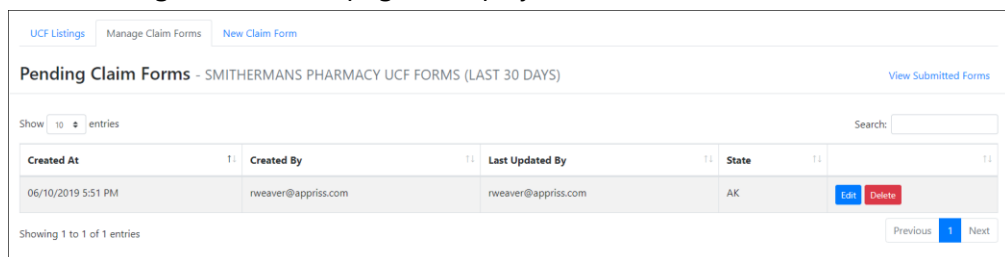 UCF Listings Manage Claim Forms New Claim Form
Pending Claim Forms - SMITHERMANS PHARMACY UCF FORMS (LAST 30 DAYS) View Submitted Forms
Show 10 entries Search:
Created At Created By Last Updated By State
06/10/2019 5:51 PM rweaver@appriss.com rweaver@appriss.com AK Edit Delete
Showing 1 to 1 of 1 entries Previous 1 Next